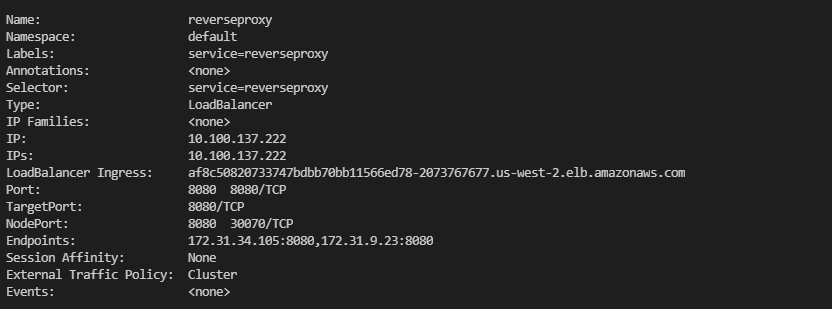 Name: reverseproxy
Namespace: default
Labels: service=reverseproxy
Annotations: <none>
Selector: service=reverseproxy
Type: LoadBalancer
IP Families: <none>
IP: 10.100.137.222
IPs: 10.100.137.222
LoadBalancer Ingress: af8c50820733747bdbb70bb11566ed78-2073767677.us-west-2.elb.amazonaws.com
Port: 8080 8080/TCP
TargetPort: 8080/TCP
NodePort: 8080 30070/TCP
Endpoints: 172.31.34.105:8080,172.31.9.23:8080
Session Affinity: None
External Traffic Policy: Cluster
Events: <none>